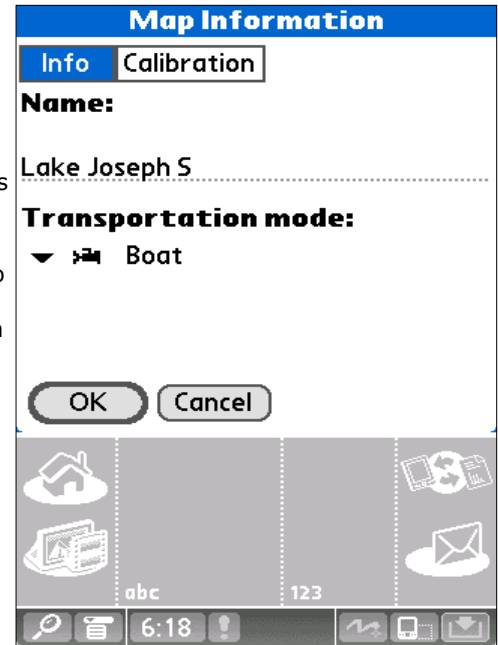 Map Information
Info Calibration
Name:
Lake Joseph S
s
Transportation mode:
Boat
OK Cancel
abc 123
6:18